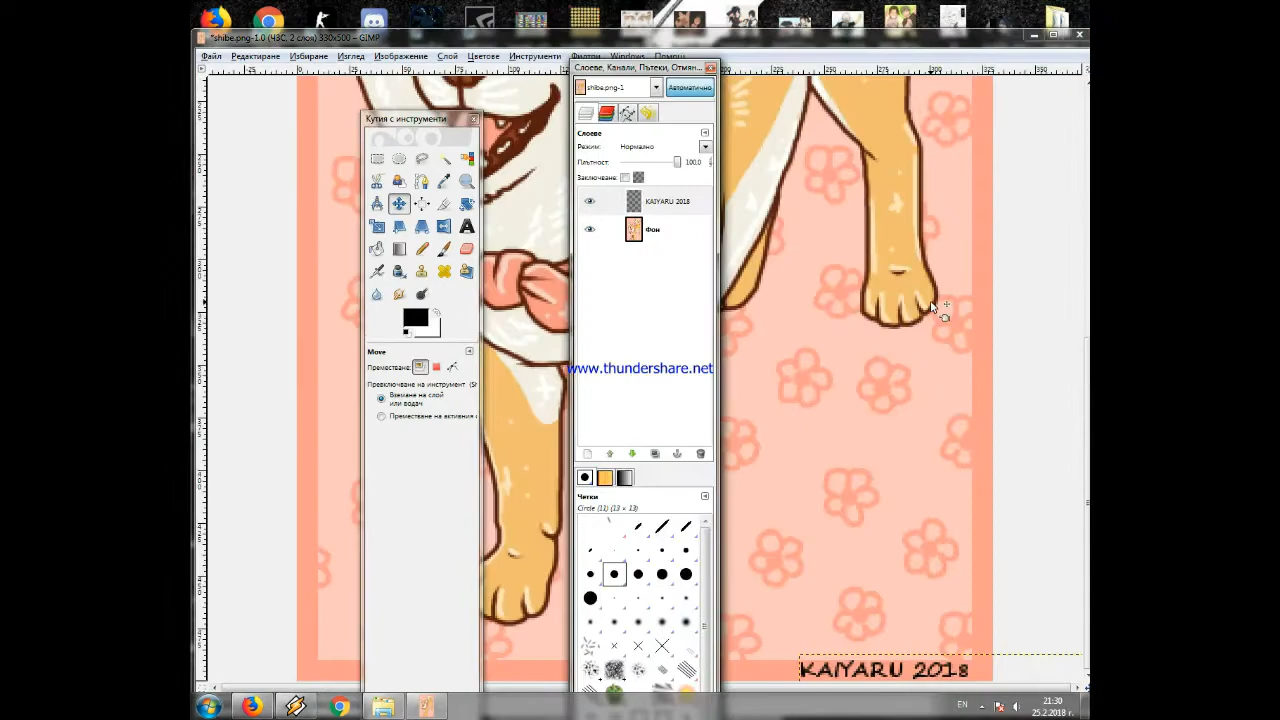 *shibe.png-1.0 (ЧЗС, 2 слоя) 330x500 – GIMP
Файл Редактиране Избиране Изглед Изображение Слой Цветове Инструменти Филтри Windows Помощ
Слоеве, Канали, Пътеки, Отмян...
shibe.png-1 Автоматично
Слоеве
Режим: Нормално
Плътност: 100,0
Заключване:
KAIYARU 2018
Фон
Кутия с инструменти
Move
Преместване:
Превключване на инструмент (Sh
Вземане на слой
или водач
Преместване на активния с
www.thundershare.net
Четки
Circle (11) (13 × 13)
KAIYARU 2018
EN
21:30
25.2.2018 г.